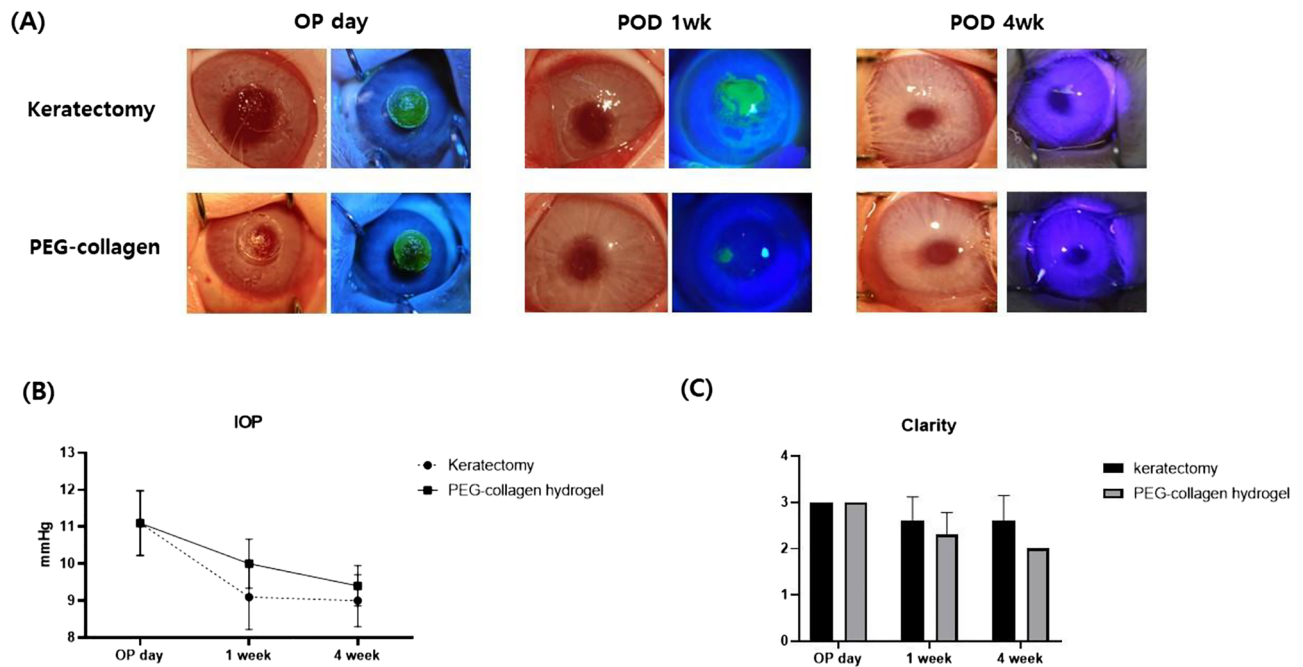 (A)
OP day
POD 1wk
POD 4wk
Keratectomy
PEG-collagen
(B)
IOP
13
12
11
10
9
8
mmHg
OP day
1 week
4 week
Keratectomy
PEG-collagen hydrogel
(C)
Clarity
4
3
2
1
0
OP day
1 week
4 week
keratectomy
PEG-collagen hydrogel